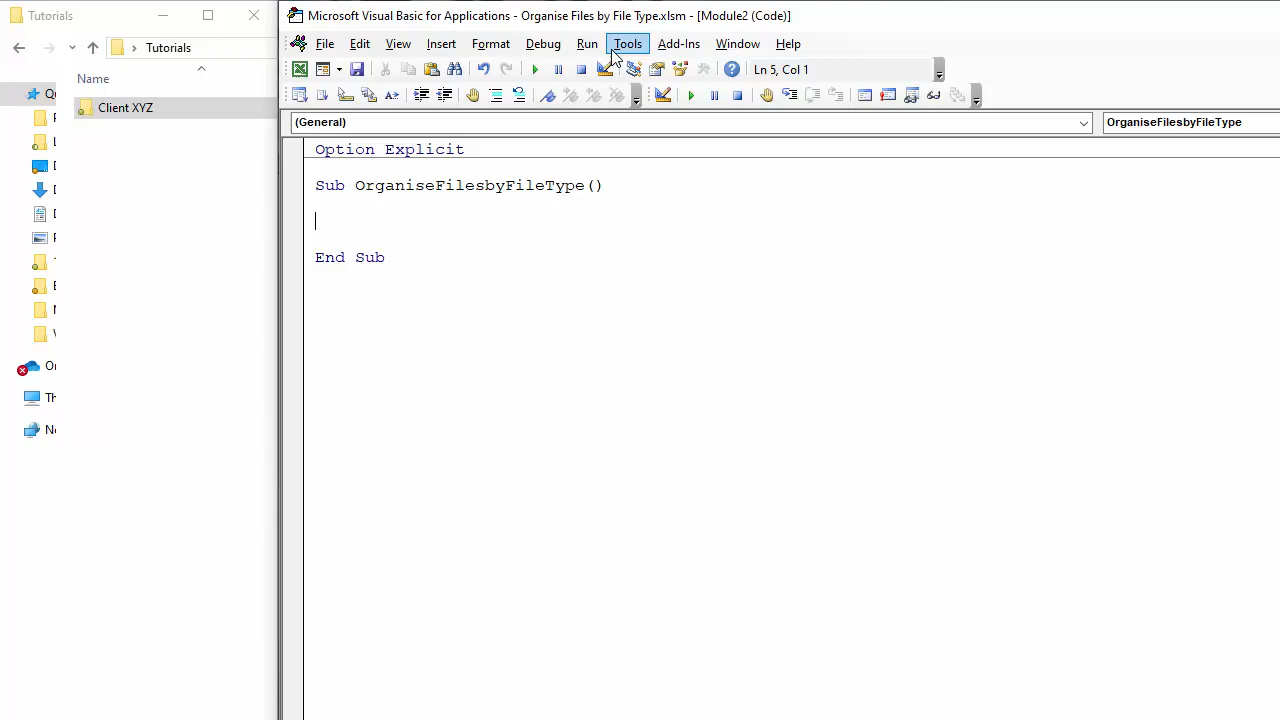 Tutorials
Microsoft Visual Basic for Applications - Organise Files by File Type.xlsm - [Module2 (Code)]
File Edit View Insert Format Debug Run Tools Add-Ins Window Help
Tutorials
Ln 5, Col 1
Name
Client XYZ
(General)
OrganiseFilesbyFileType
Option Explicit
Sub OrganiseFilesbyFileType()
End Sub